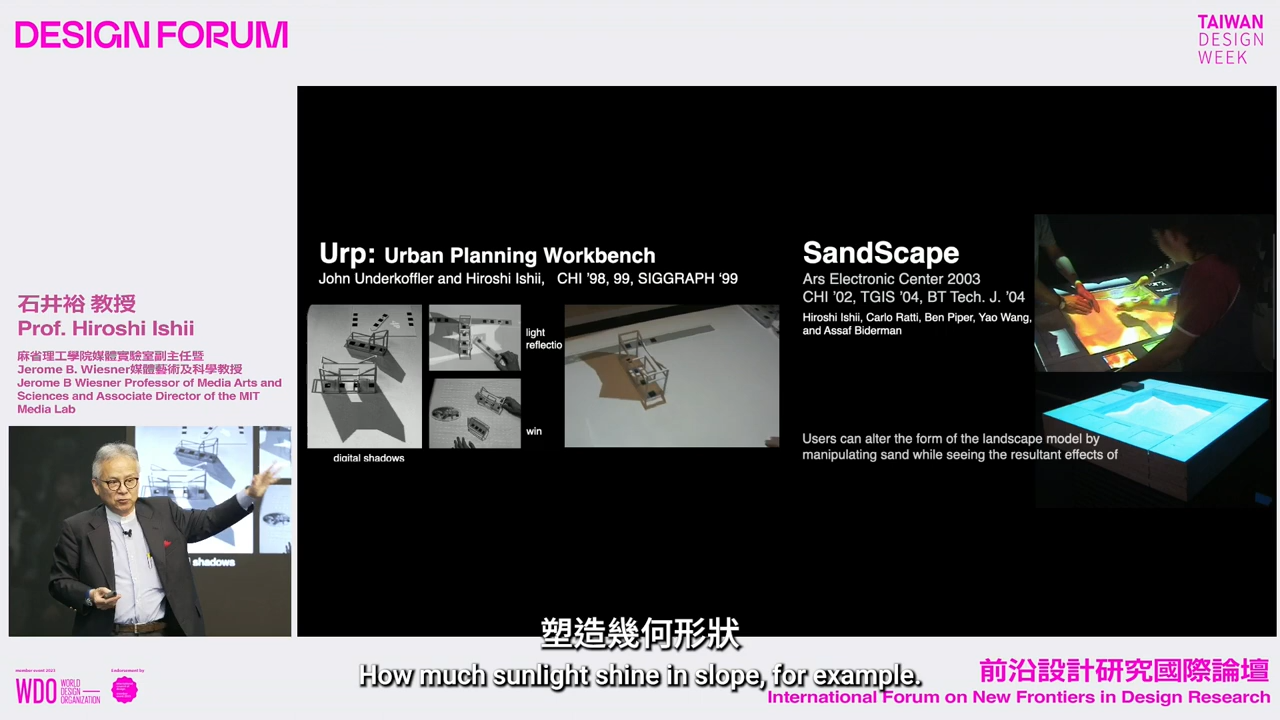 DESIGN FORUM
TAIWAN
DESIGN
WEEK
石井裕 教授
Prof. Hiroshi Ishii
麻省理工學院媒體實驗室副主任暨
Jerome B. Wiesner媒體藝術及科學教授
Jerome B Wiesner Professor of Media Arts and
Sciences and Associate Director of the MIT
Media Lab
shadows
Urp: Urban Planning Workbench
John Underkoffler and Hiroshi Ishii, CHI '98, 99, SIGGRAPH '99
light
reflectio
win
digital shadows
SandScape
Ars Electronic Center 2003
CHI '02, TGIS '04, BT Tech. J. '04
Hiroshi Ishii, Carlo Ratti, Ben Piper, Yao Wang,
and Assaf Biderman
Users can alter the form of the landscape model by
manipulating sand while seeing the resultant effects of
塑造幾何形狀
How much sunlight shine in slope, for example.
member event 2023
WDO WORLD
DESIGN
ORGANIZATION
Endorsement by
前沿設計研究國際論壇
International Forum on New Frontiers in Design Research